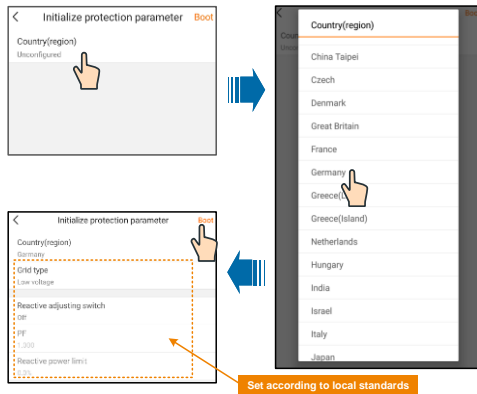 Initialize protection parameter Boot
Country(region)
Unconfigured
Country(region)
China Taipei
Czech
Denmark
Great Britain
France
Germany
Greece(
Greece(Island)
Netherlands
Hungary
India
Israel
Italy
Japan
Initialize protection parameter Boot
Country(region)
Germany
Grid type
Low voltage
Reactive adjusting switch
Off
PF
1.000
Reactive power limit
Set according to local standards